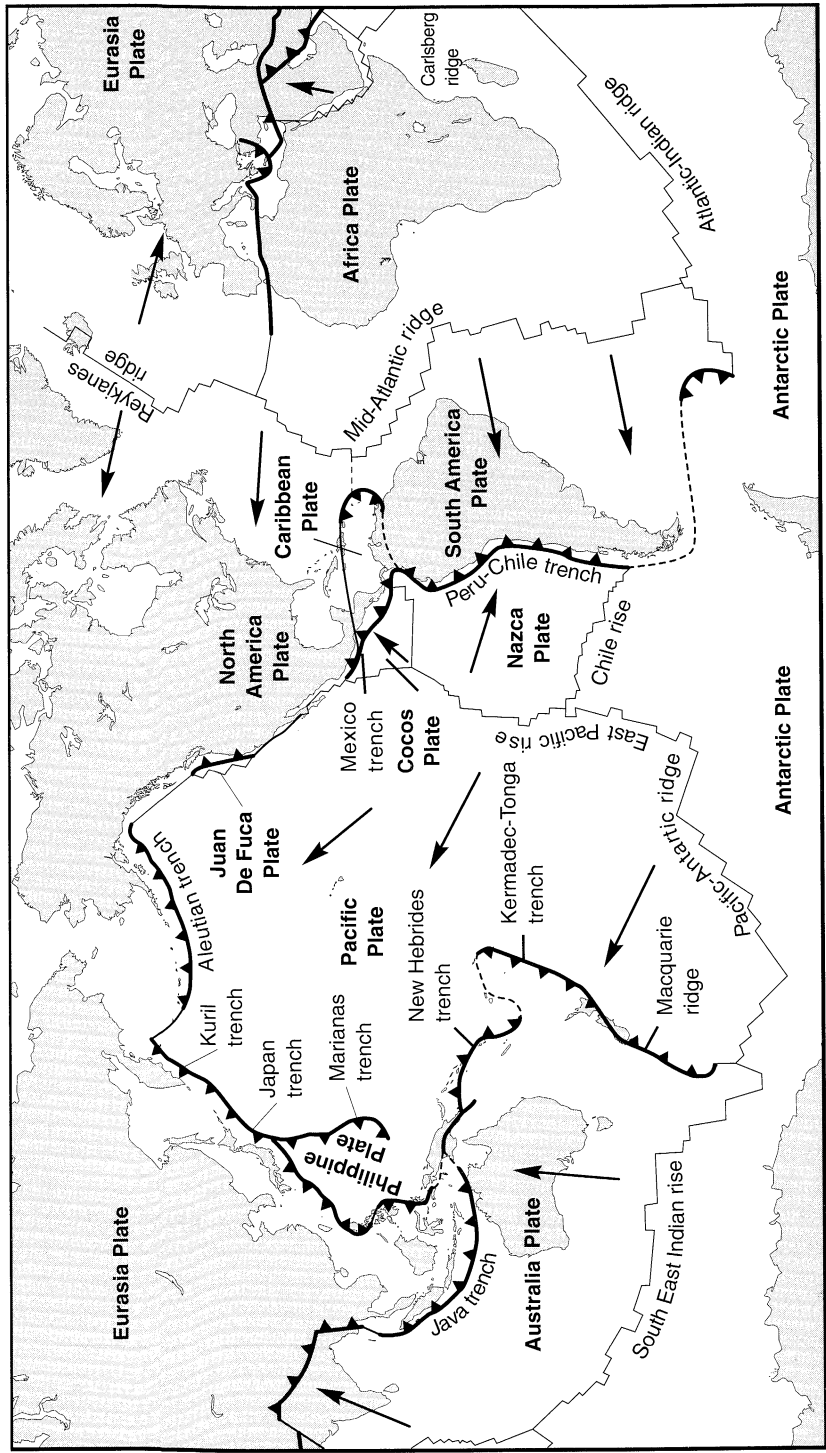 Eurasia Plate
Eurasia
Plate
North
America
Plate
Juan
De Fuca
Plate
Aleutian trench
Kuril
trench
Japan
trench
Marianas
trench
Philippine
Plate
Pacific
Plate
New Hebrides
trench
Kermadec-Tonga
trench
Macquarie
ridge
Java trench
Australia Plate
South East Indian rise
Pacific-Antartic ridge
East Pacific rise
Mexico
trench
Cocos
Plate
Nazca
Plate
Chile rise
Peru-Chile trench
Caribbean
Plate
South America
Plate
Reykjanes
ridge
Mid-Atlantic ridge
Africa Plate
Carlsberg
ridge
Atlantic-Indian ridge
Antarctic Plate
Antarctic Plate